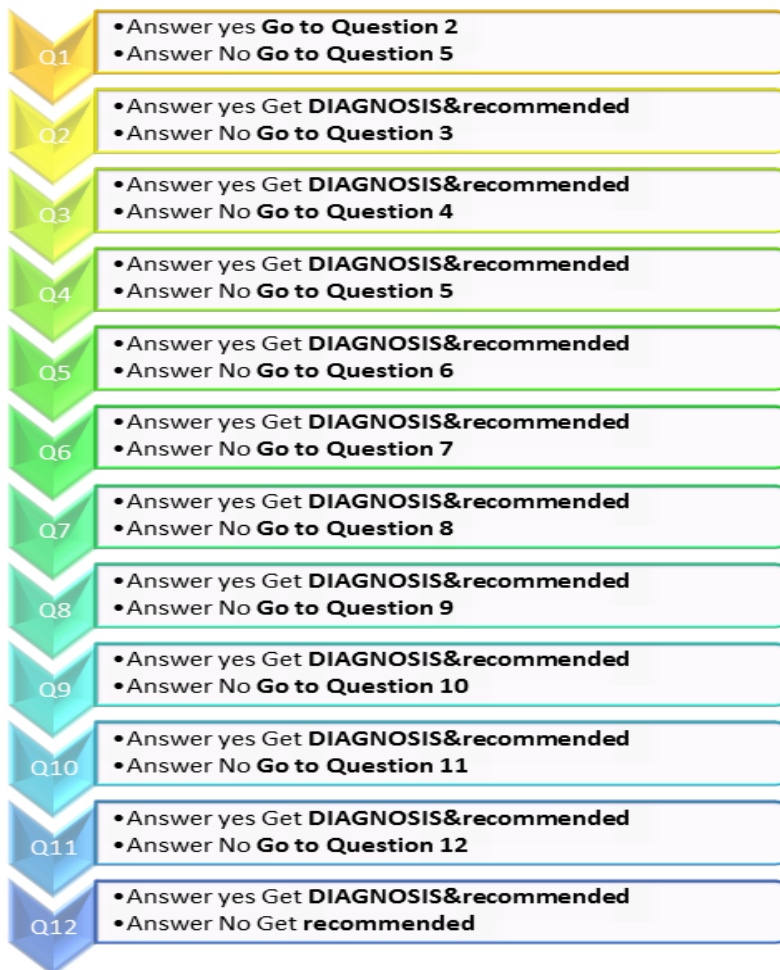 Q1
•Answer yes Go to Question 2
•Answer No Go to Question 5
Q2
•Answer yes Get DIAGNOSIS&recommended
•Answer No Go to Question 3
Q3
•Answer yes Get DIAGNOSIS&recommended
•Answer No Go to Question 4
Q4
•Answer yes Get DIAGNOSIS&recommended
•Answer No Go to Question 5
Q5
•Answer yes Get DIAGNOSIS&recommended
•Answer No Go to Question 6
Q6
•Answer yes Get DIAGNOSIS&recommended
•Answer No Go to Question 7
Q7
•Answer yes Get DIAGNOSIS&recommended
•Answer No Go to Question 8
Q8
•Answer yes Get DIAGNOSIS&recommended
•Answer No Go to Question 9
Q9
•Answer yes Get DIAGNOSIS&recommended
•Answer No Go to Question 10
Q10
•Answer yes Get DIAGNOSIS&recommended
•Answer No Go to Question 11
Q11
•Answer yes Get DIAGNOSIS&recommended
•Answer No Go to Question 12
Q12
•Answer yes Get DIAGNOSIS&recommended
•Answer No Get recommended